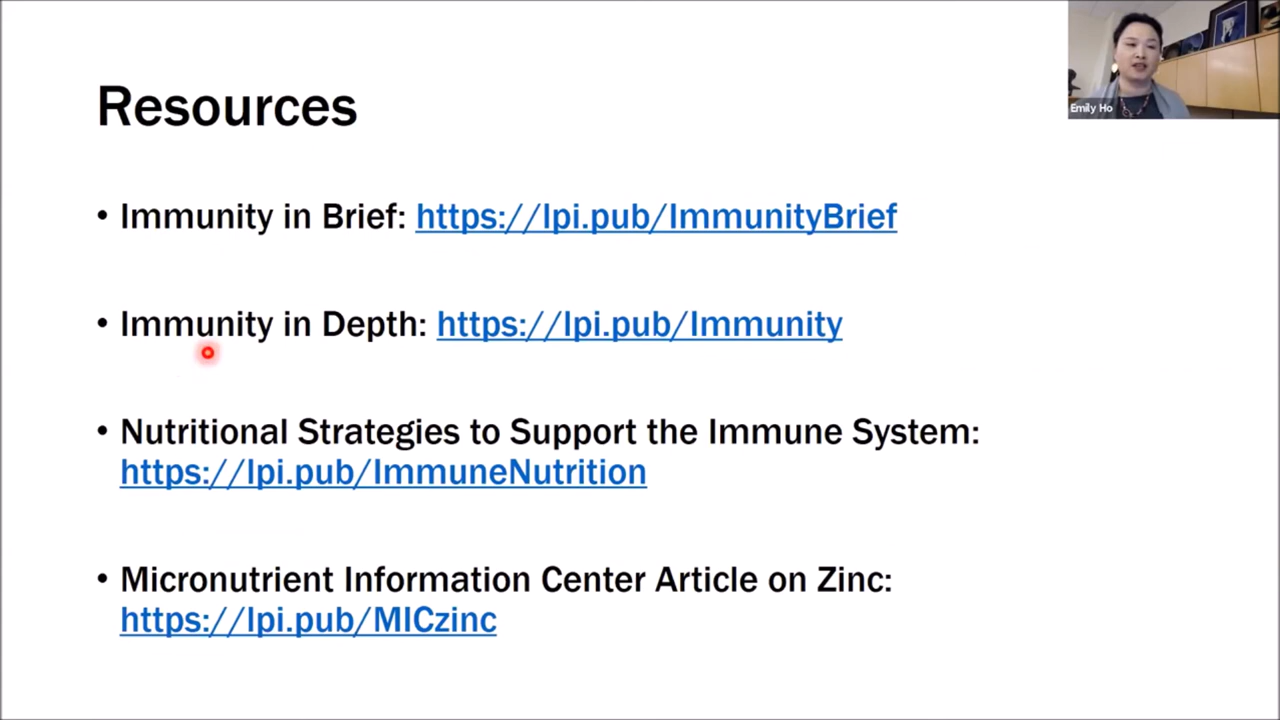 Resources
Emily Ho
• Immunity in Brief: https://lpi.pub/ImmunityBrief
• Immunity in Depth: https://lpi.pub/Immunity
• Nutritional Strategies to Support the Immune System:
https://lpi.pub/ImmuneNutrition
• Micronutrient Information Center Article on Zinc:
https://lpi.pub/MICzinc